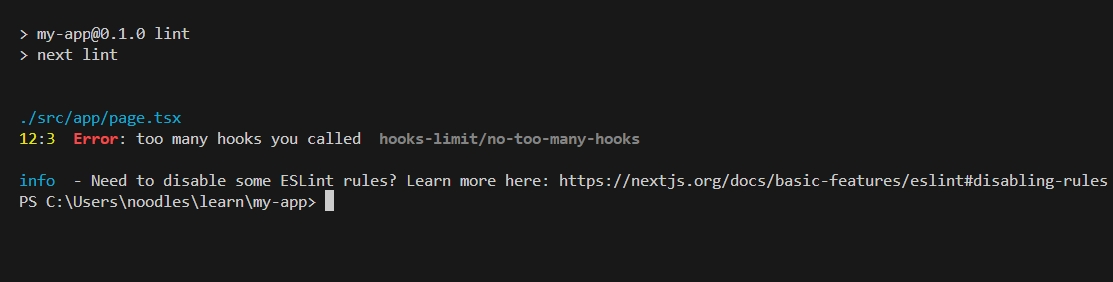 > my-app@0.1.0 lint
> next lint
./src/app/page.tsx
12:3  Error: too many hooks you called  hooks-limit/no-too-many-hooks
info  - Need to disable some ESLint rules? Learn more here: https://nextjs.org/docs/basic-features/eslint#disabling-rules
PS C:\Users\noodles\learn\my-app>